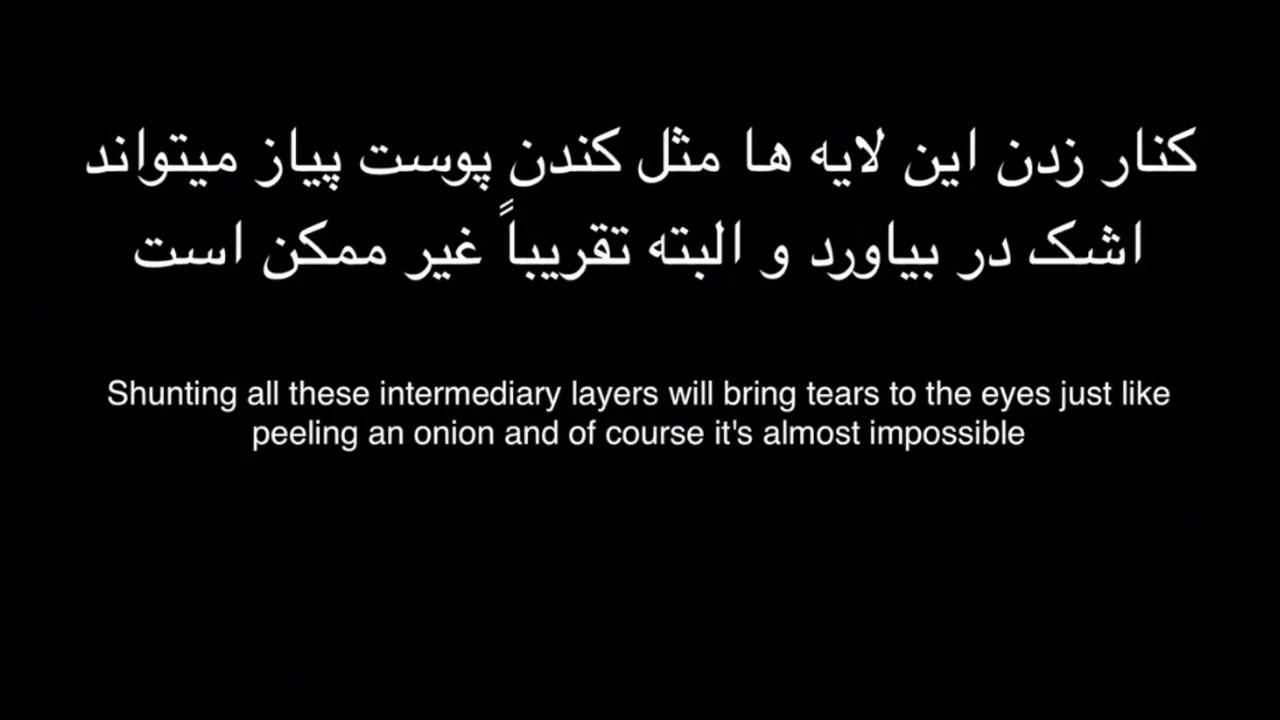 کنار زدن این لایه ها مثل کندن پوست پیاز میتواند
اشک در بیاورد و البته تقریباً غیر ممکن است
Shunting all these intermediary layers will bring tears to the eyes just like
peeling an onion and of course it's almost impossible